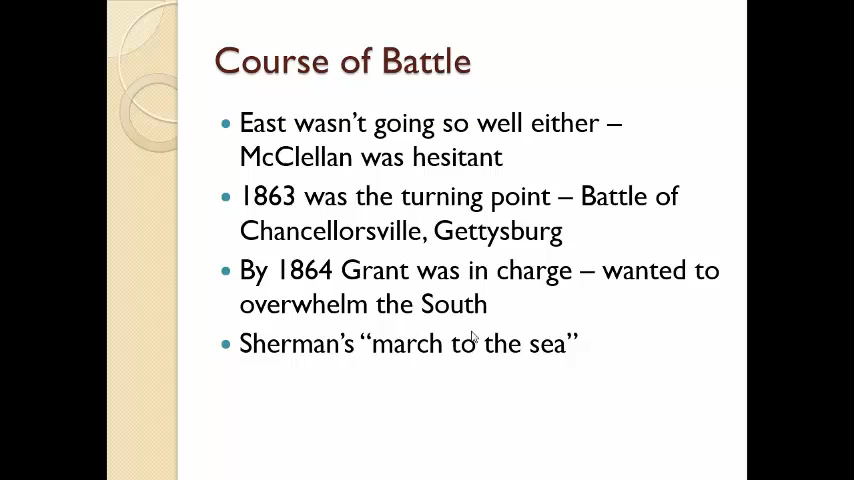 Course of Battle
• East wasn’t going so well either –
McClellan was hesitant
• 1863 was the turning point – Battle of
Chancellorsville, Gettysburg
• By 1864 Grant was in charge – wanted to
overwhelm the South
• Sherman’s “march to the sea”